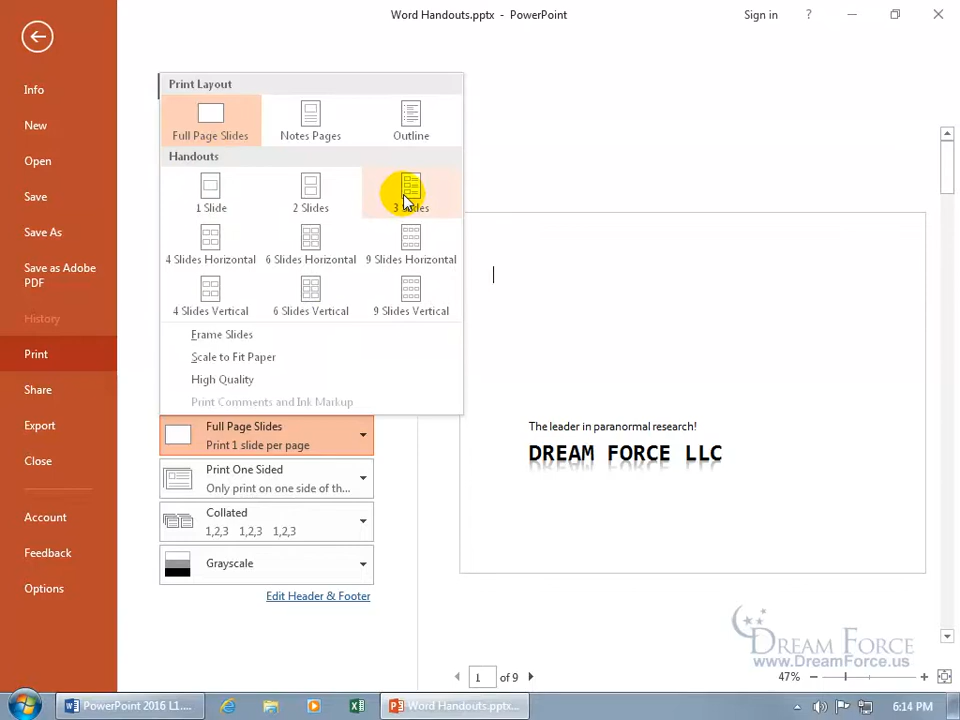 Word Handouts.pptx - PowerPoint
Sign in
?
Info
New
Open
Save
Save As
Save as Adobe
PDF
History
Print
Share
Export
Close
Account
Feedback
Options
Print Layout
Full Page Slides
Notes Pages
Outline
Handouts
1 Slide
2 Slides
3 Slides
4 Slides Horizontal
6 Slides Horizontal
9 Slides Horizontal
4 Slides Vertical
6 Slides Vertical
9 Slides Vertical
Frame Slides
Scale to Fit Paper
High Quality
Print Comments and Ink Markup
Full Page Slides
Print 1 slide per page
Print One Sided
Only print on one side of th...
Collated
1,2,3 1,2,3 1,2,3
Grayscale
Edit Header & Footer
The leader in paranormal research!
DREAM FORCE LLC
DREAM FORCE
www.DreamForce.us
1 of 9
47%
PowerPoint 2016 L1....
Word Handouts.pptx...
6:14 PM